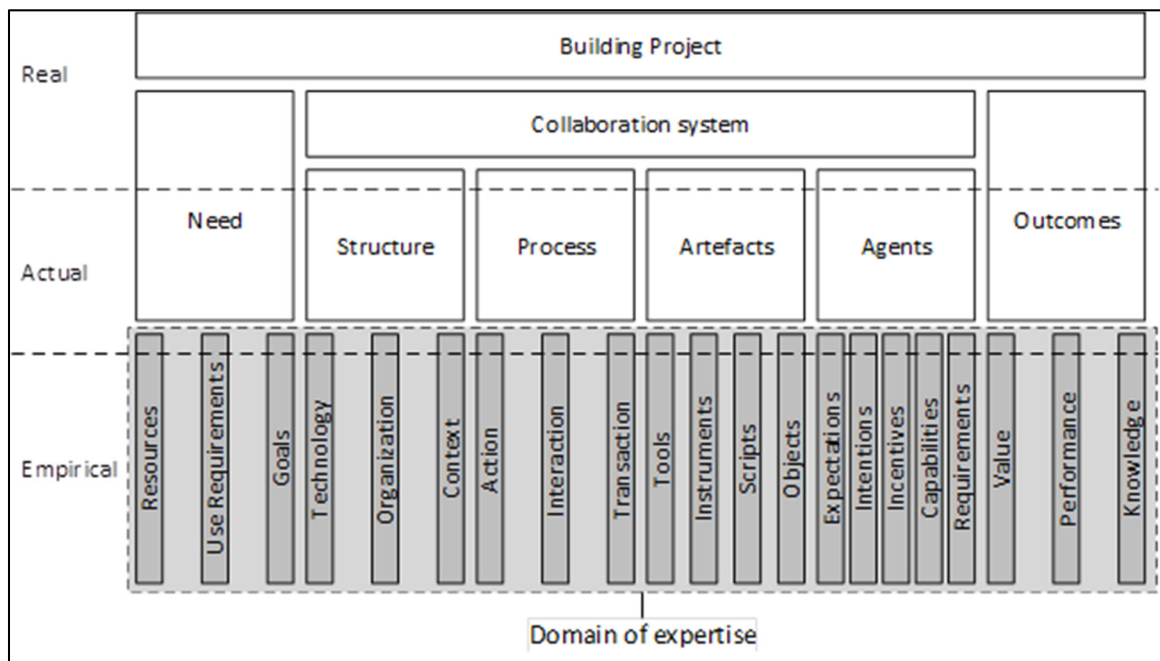 Building Project
Real
Collaboration system
Need
Outcomes
Structure
Process
Artefacts
Agents
Actual
Resources
Use Requirements
Goals
Technology
Organization
Context
Action
Interaction
Transaction
Tools
Instruments
Scripts
Objects
Expectations
Intentions
Incentives
Capabilities
Requirements
Value
Performance
Knowledge
Empirical
Domain of expertise